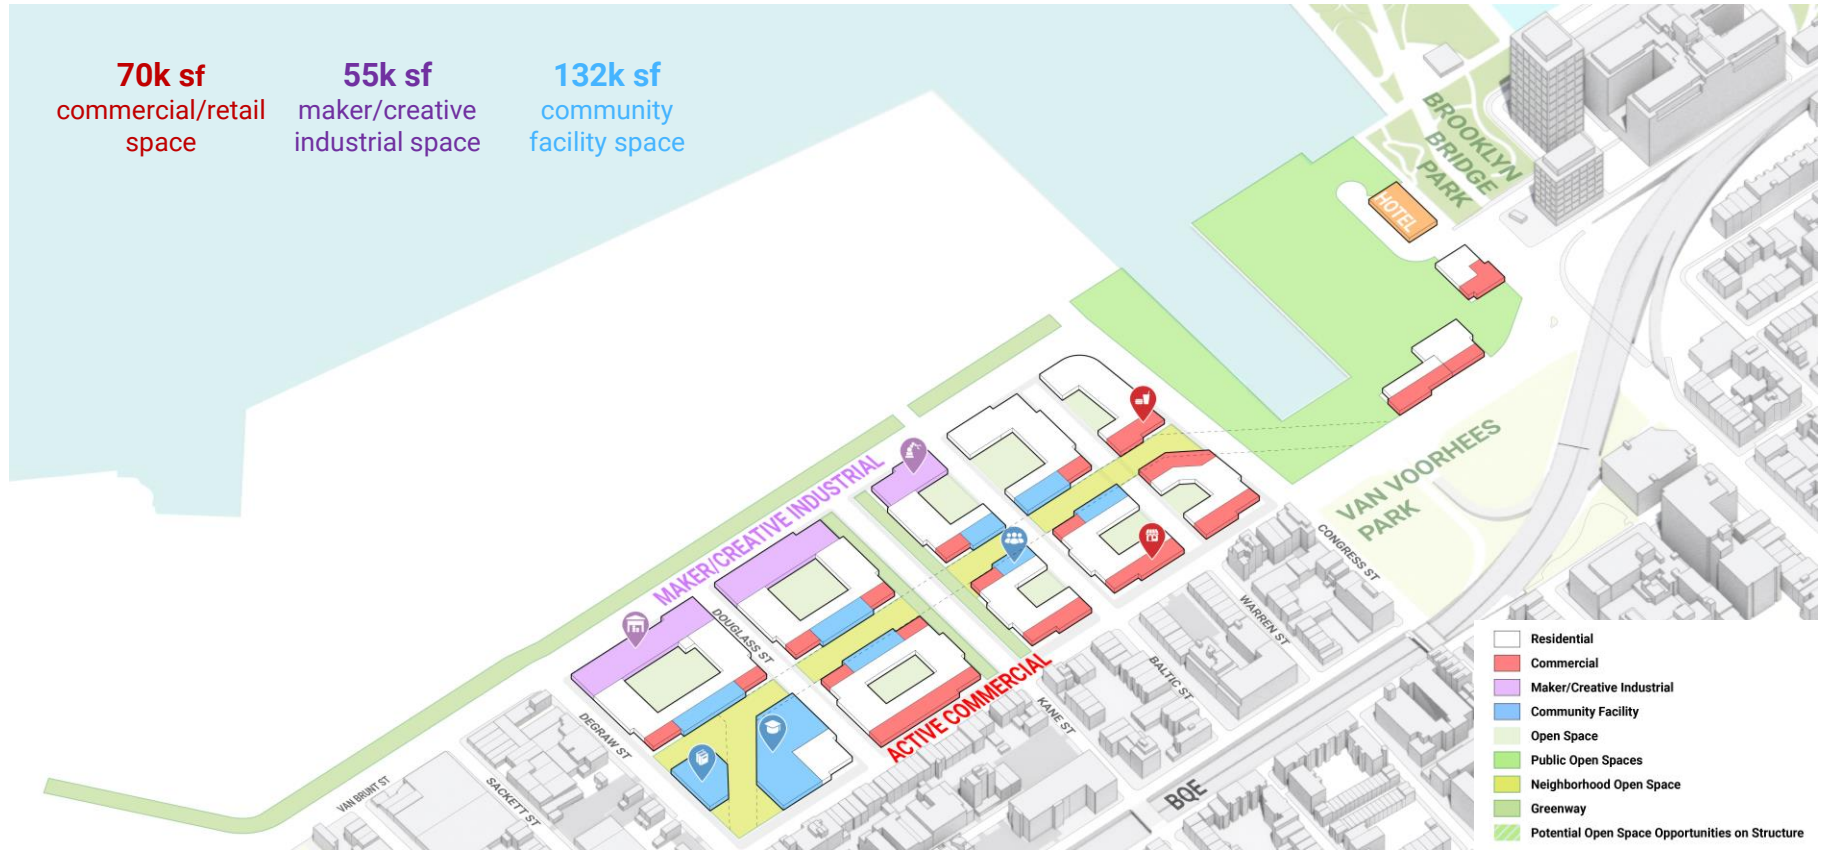 70k sf
commercial/retail
space
55k sf
maker/creative
industrial space
132k sf
community
facility space
BROOKLYN
BRIDGE
PARK
HOTEL
VAN VOORHEES
PARK
MAKER/CREATIVE INDUSTRIAL
ACTIVE COMMERCIAL
CONGRESS ST
WARREN ST
BALTIC ST
KANE ST
DOUGLASS ST
DEGRAW ST
SACKETT ST
VAN BRUNT ST
BQE
Residential
Commercial
Maker/Creative Industrial
Community Facility
Open Space
Public Open Spaces
Neighborhood Open Space
Greenway
Potential Open Space Opportunities on Structure